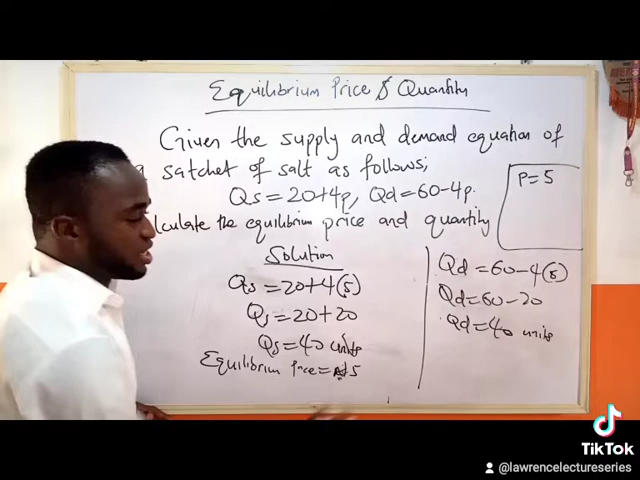 Equilibrium Price & Quantity
Given the supply and demand equation of
a satchet of salt as follows;
Qs = 20+4p, Qd = 60-4p.
lculate the equilibrium price and quantity
P = 5
Solution
Qs = 20+4(5)
Qs = 20+20
Qs = 40 units
Equilibrium Price = 5
Qd = 60-4(5)
Qd = 60-20
Qd = 40 units
TikTok
@lawrencelectureseries